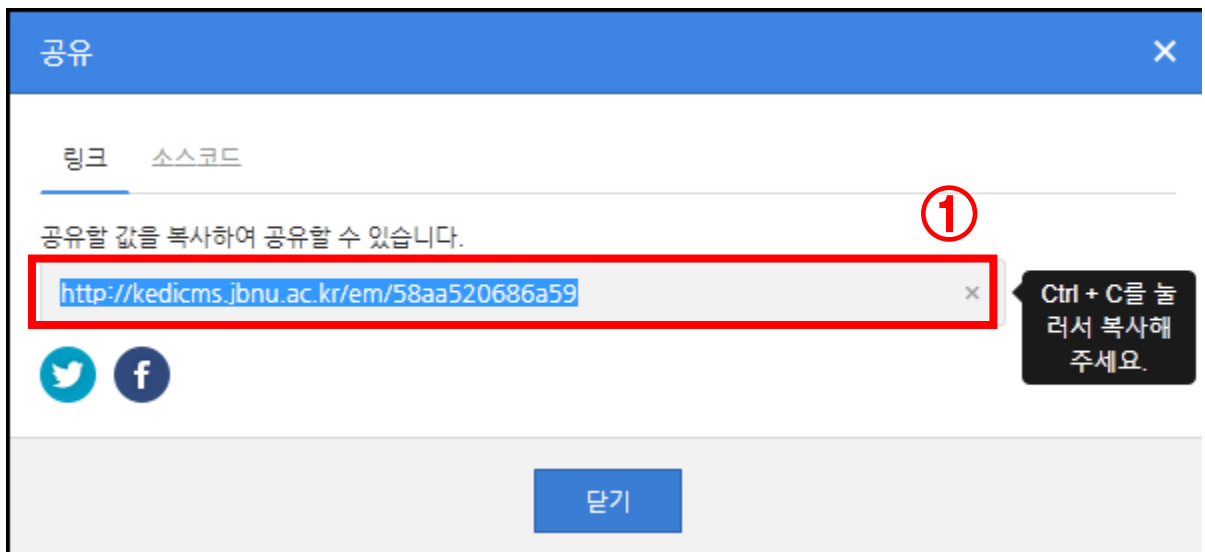 공유
링크 소스코드
①
공유할 값을 복사하여 공유할 수 있습니다.
http://kedicms.jbnu.ac.kr/em/58aa520686a59
Ctrl + C를 눌
러서 복사해
주세요.
닫기